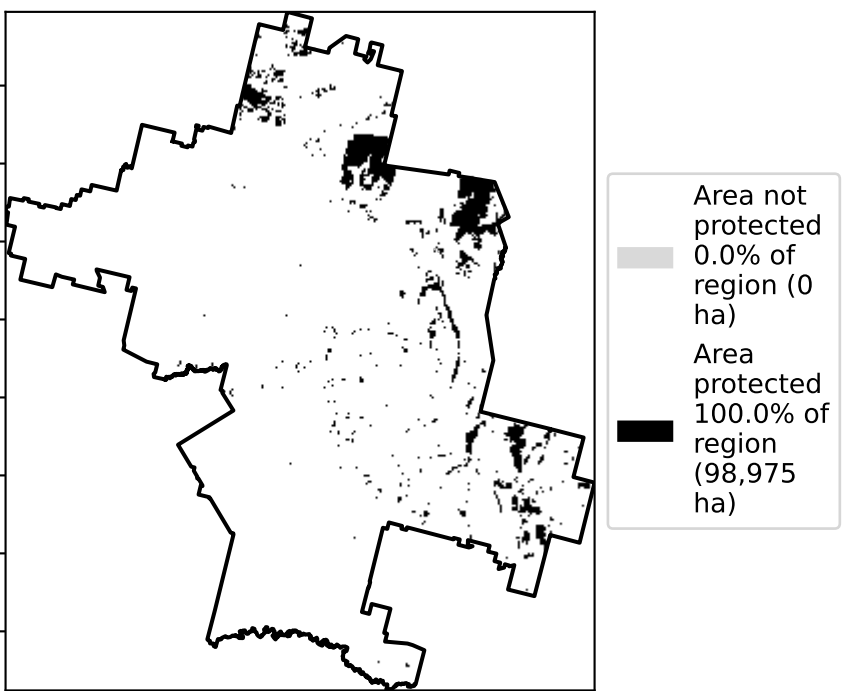 Area not
protected
0.0% of
region (0
ha)
Area
protected
100.0% of
region
(98,975
ha)